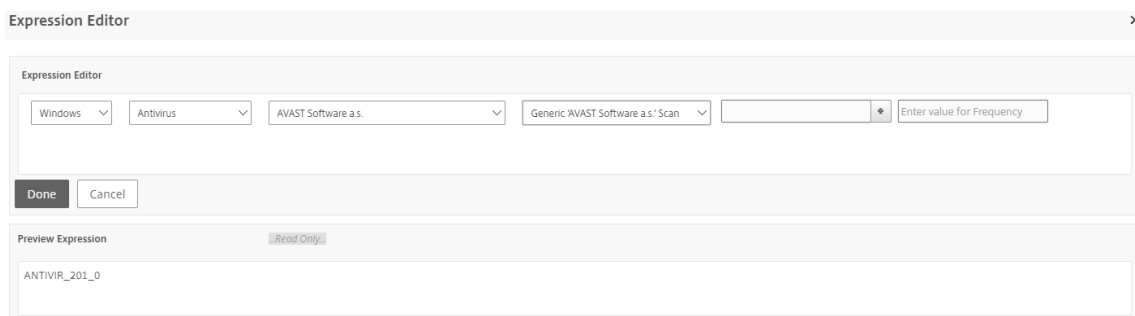 Expression Editor
Expression Editor
Windows Antivirus AVAST Software a.s. Generic 'AVAST Software a.s.' Scan Enter value for Frequency
Done Cancel
Preview Expression ...Read Only...
ANTIVIR_201_0